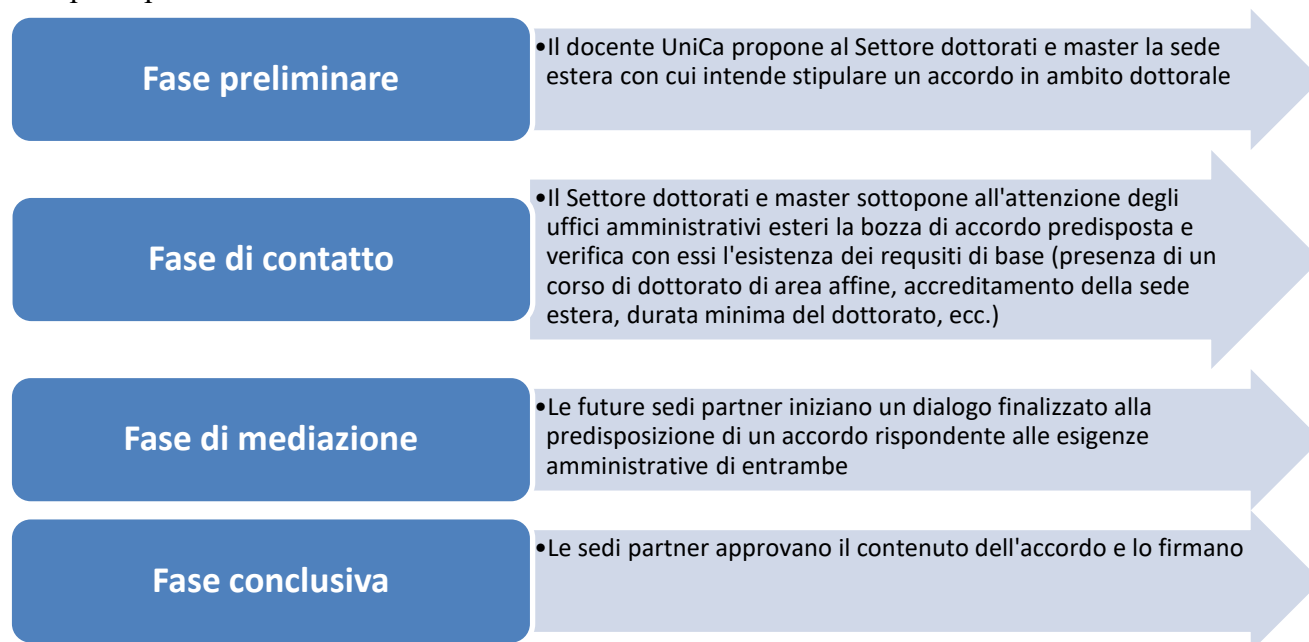 Fase preliminare
•Il docente UniCa propone al Settore dottorati e master la sede
estera con cui intende stipulare un accordo in ambito dottorale
Fase di contatto
•Il Settore dottorati e master sottopone all'attenzione degli
uffici amministrativi esteri la bozza di accordo predisposta e
verifica con essi l'esistenza dei requsiti di base (presenza di un
corso di dottorato di area affine, accreditamento della sede
estera, durata minima del dottorato, ecc.)
Fase di mediazione
•Le future sedi partner iniziano un dialogo finalizzato alla
predisposizione di un accordo rispondente alle esigenze
amministrative di entrambe
Fase conclusiva
•Le sedi partner approvano il contenuto dell'accordo e lo firmano